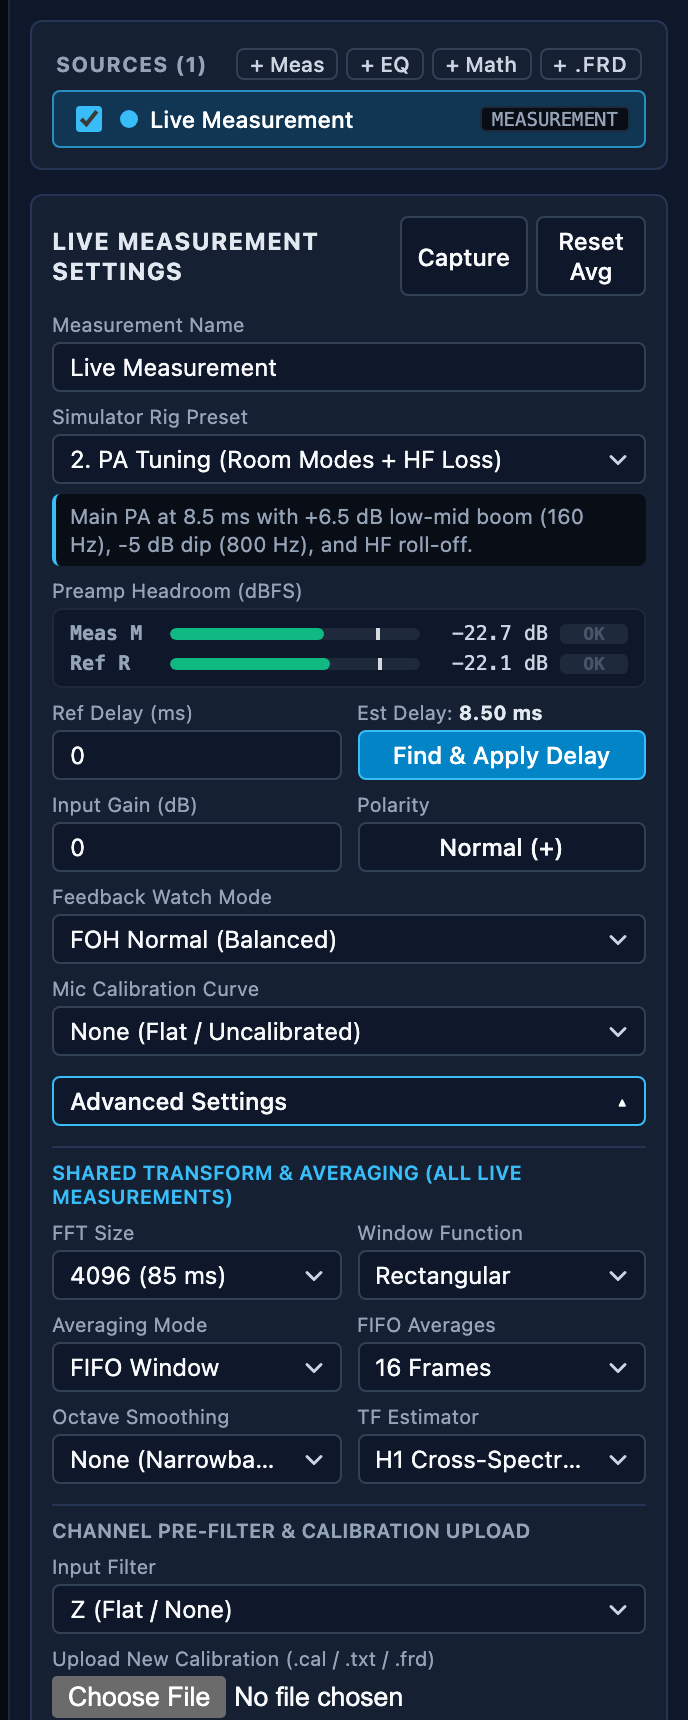 SOURCES (1) + Meas + EQ + Math + .FRD
Live Measurement MEASUREMENT
LIVE MEASUREMENT SETTINGS
Capture
Reset Avg
Measurement Name
Live Measurement
Simulator Rig Preset
2. PA Tuning (Room Modes + HF Loss)
Main PA at 8.5 ms with +6.5 dB low-mid boom (160
Hz), -5 dB dip (800 Hz), and HF roll-off.
Preamp Headroom (dBFS)
Meas M -22.7 dB OK
Ref R -22.1 dB OK
Ref Delay (ms) Est Delay: 8.50 ms
0 Find & Apply Delay
Input Gain (dB) Polarity
0 Normal (+)
Feedback Watch Mode
FOH Normal (Balanced)
Mic Calibration Curve
None (Flat / Uncalibrated)
Advanced Settings
SHARED TRANSFORM & AVERAGING (ALL LIVE
MEASUREMENTS)
FFT Size Window Function
4096 (85 ms) Rectangular
Averaging Mode FIFO Averages
FIFO Window 16 Frames
Octave Smoothing TF Estimator
None (Narrowba... H1 Cross-Spectr...
CHANNEL PRE-FILTER & CALIBRATION UPLOAD
Input Filter
Z (Flat / None)
Upload New Calibration (.cal / .txt / .frd)
Choose File No file chosen